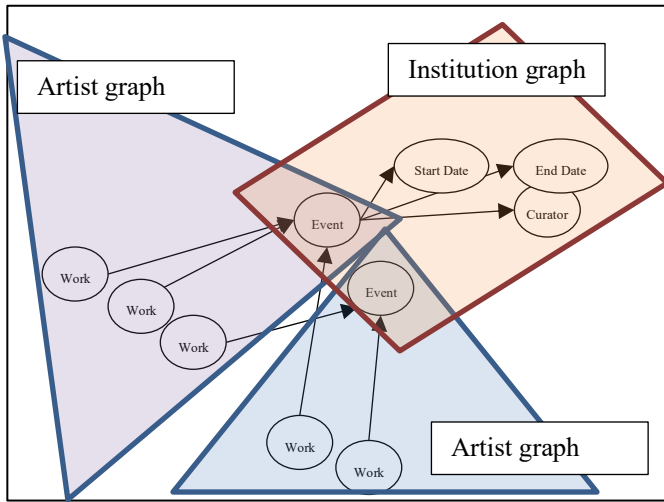 Institution graph
Artist graph
Start Date
End Date
Curator
Event
Event
Work
Work
Work
Work
Work
Artist graph